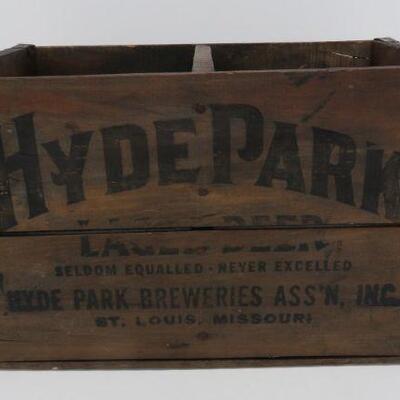 HYDE PARK
LAGER BEER
SELDOM EQUALLED - NEVER EXCELLED
HYDE PARK BREWERIES ASS'N, INC.
ST. LOUIS, MISSOURI